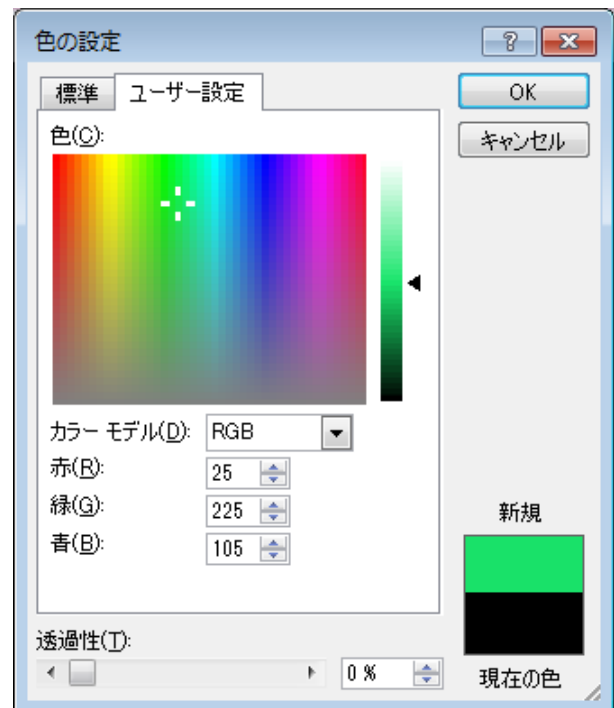 色の設定
標準 ユーザー設定
OK
キャンセル
色(C):
カラー モデル(D): RGB
赤(R): 25
緑(G): 225
青(B): 105
新規
現在の色
透過性(T):
0 %